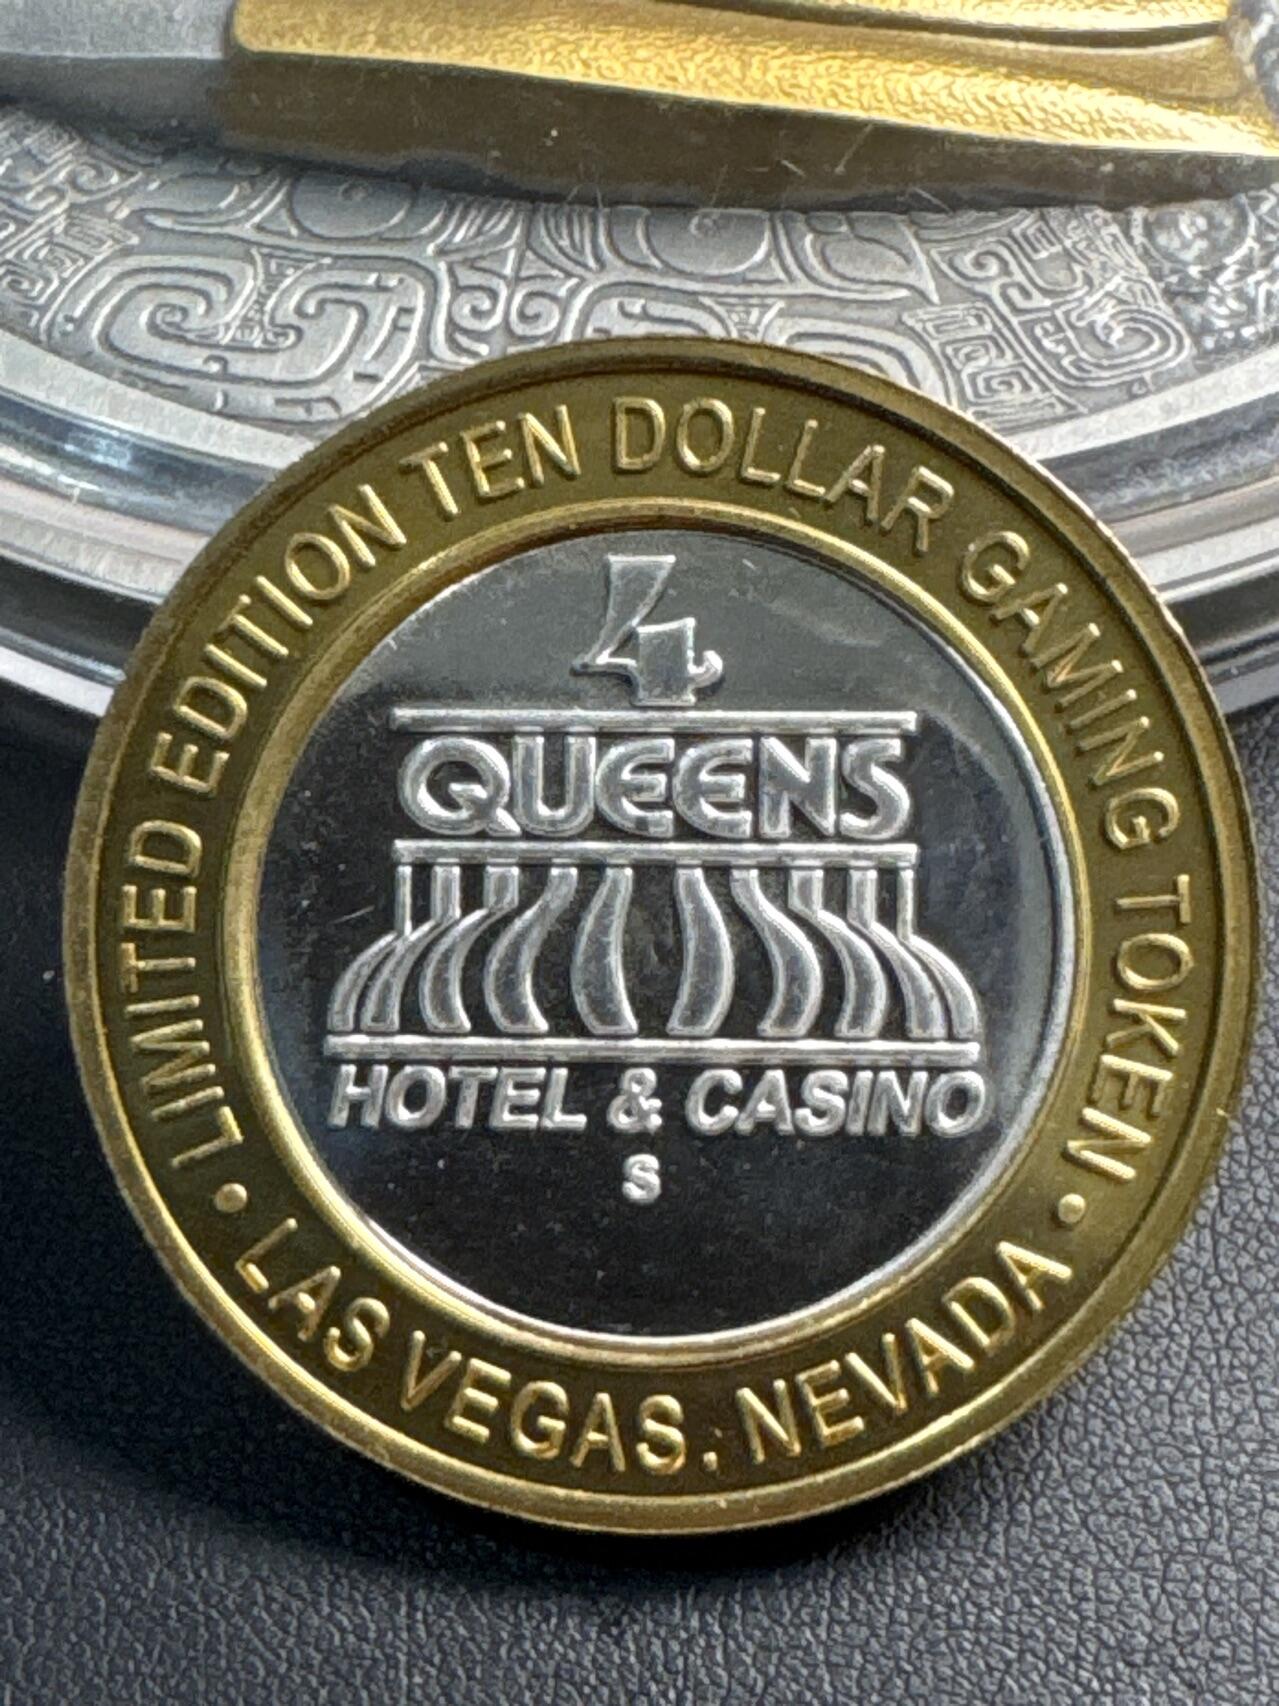 LIMITED EDITION TEN DOLLAR GAMING TOKEN
4
QUEENS
HOTEL & CASINO
S
• LAS VEGAS, NEVADA •